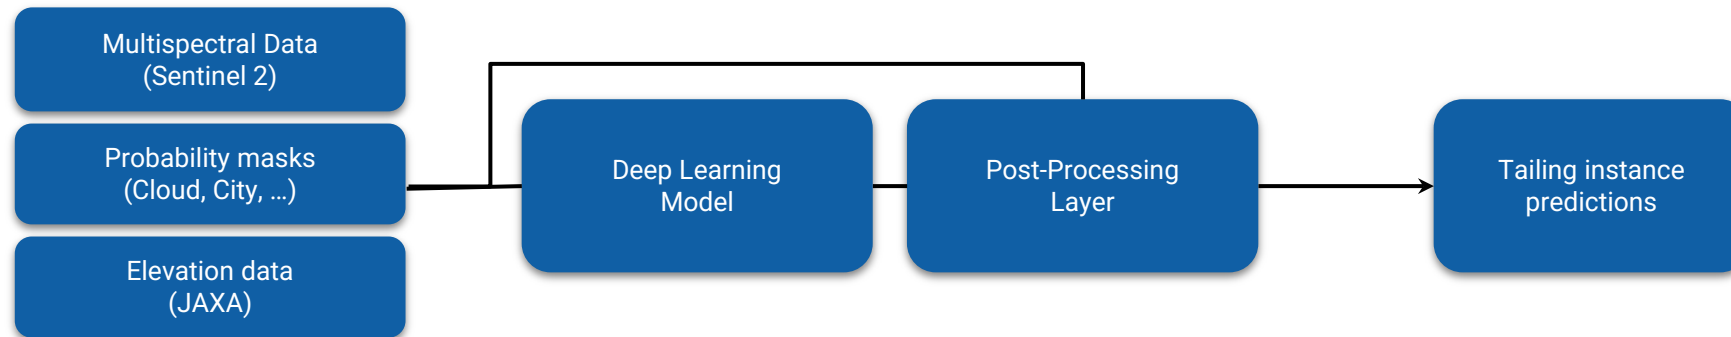 Multispectral Data
(Sentinel 2)
Probability masks
(Cloud, City, ...)
Elevation data
(JAXA)
Deep Learning
Model
Post-Processing
Layer
Tailing instance
predictions